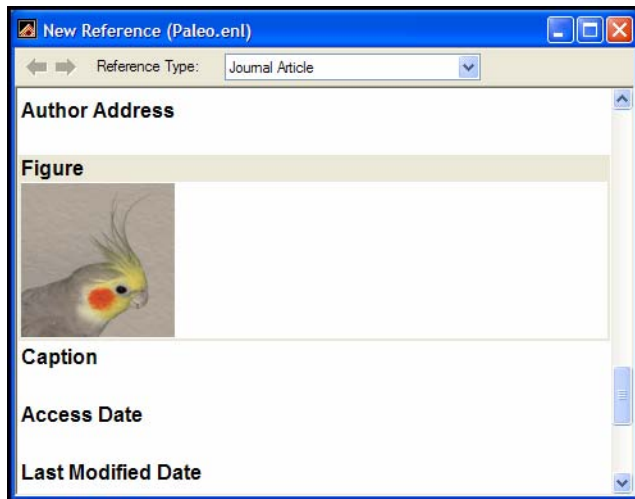 New Reference (Paleo.enl)
Reference Type: Journal Article
Author Address
Figure
Caption
Access Date
Last Modified Date